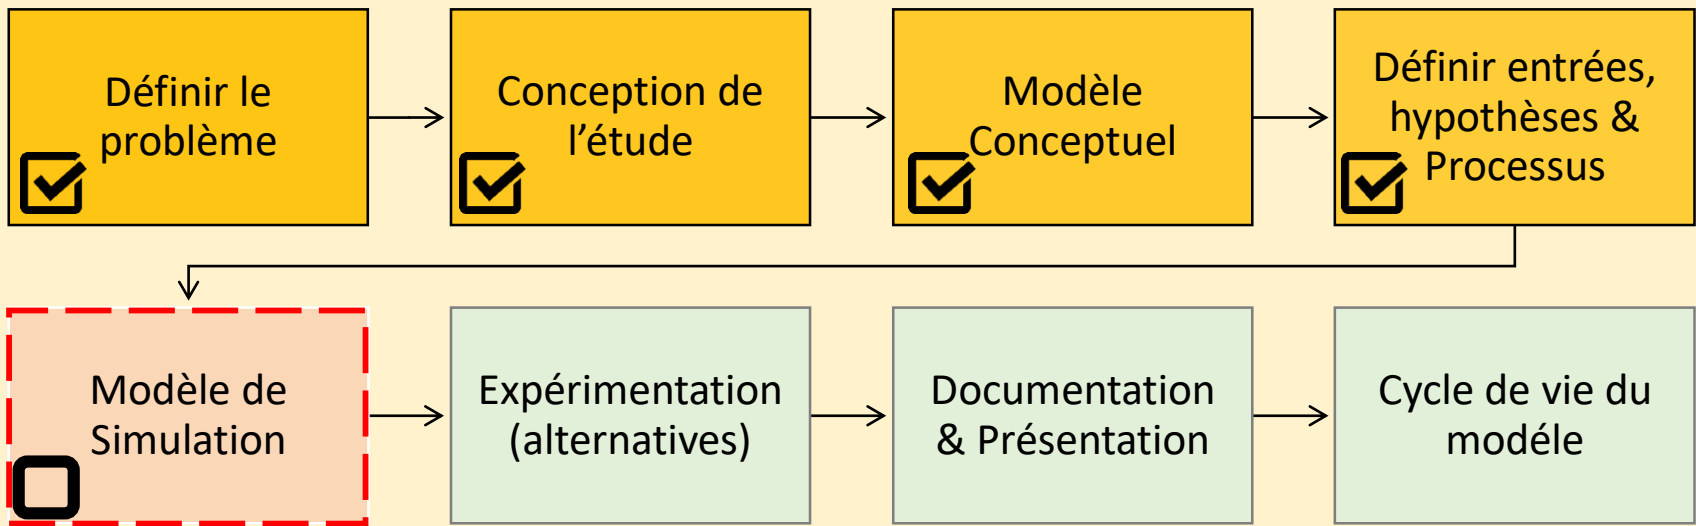 Définir le
problème
Conception de
l’étude
Modèle
Conceptuel
Définir entrées,
hypothèses &
Processus
Modèle de
Simulation
Expérimentation
(alternatives)
Documentation
& Présentation
Cycle de vie du
modéle